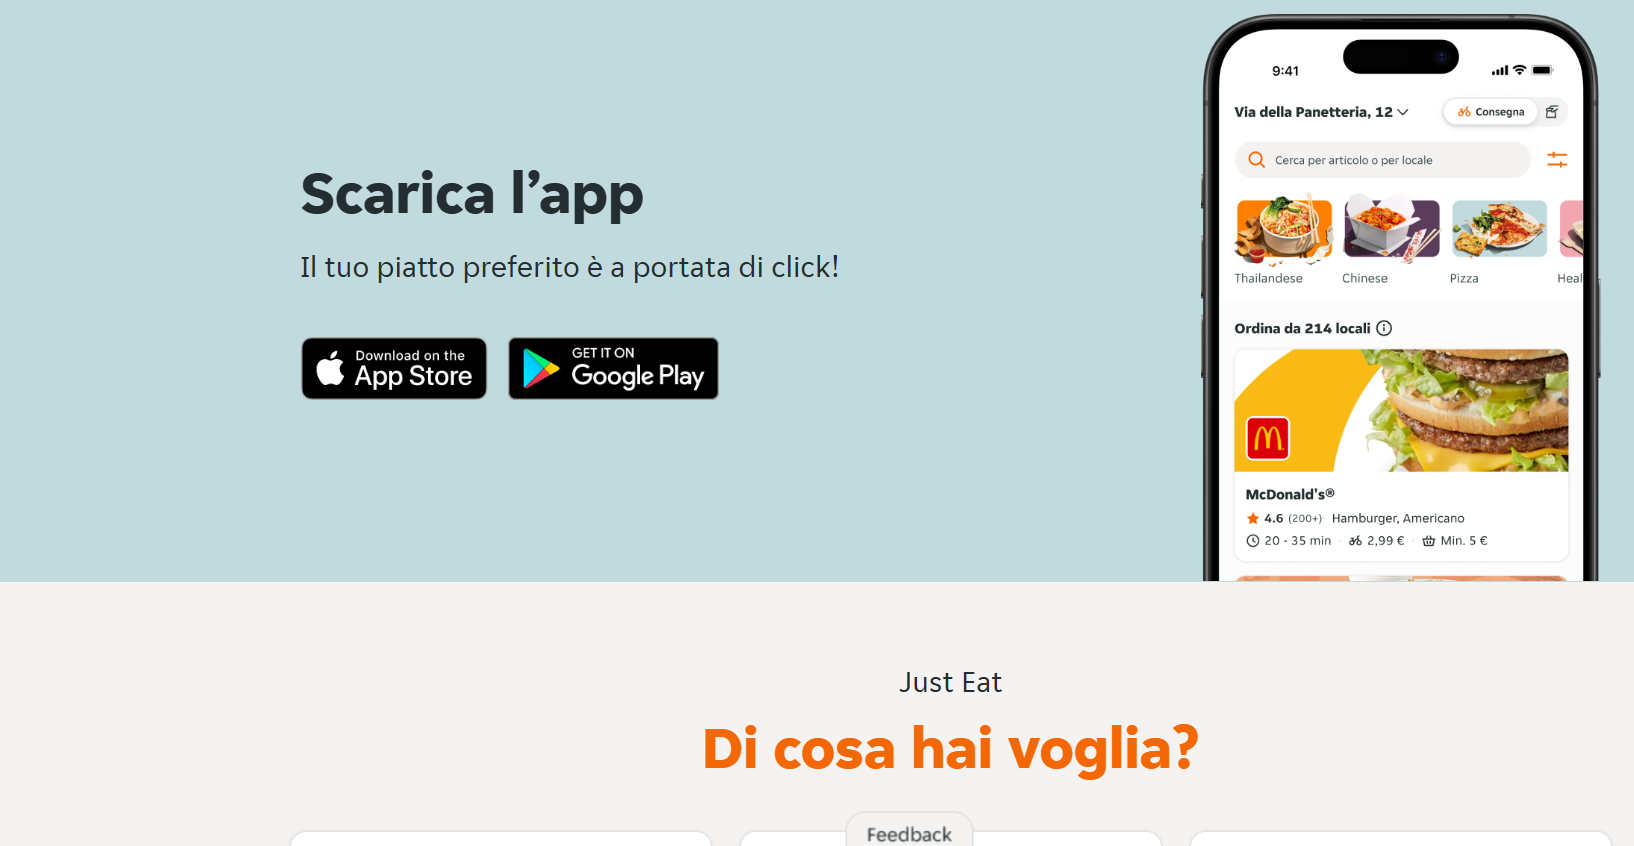 Scarica l’app
Il tuo piatto preferito è a portata di click!
Download on the
App Store
GET IT ON
Google Play
9:41
Via della Panetteria, 12
Consegna
Cerca per articolo o per locale
Thailandese
Chinese
Pizza
Heal
Ordina da 214 locali
McDonald's®
4.6 (200+) Hamburger, Americano
20 - 35 min · 2,99 € · Min. 5 €
Just Eat
Di cosa hai voglia?
Feedback